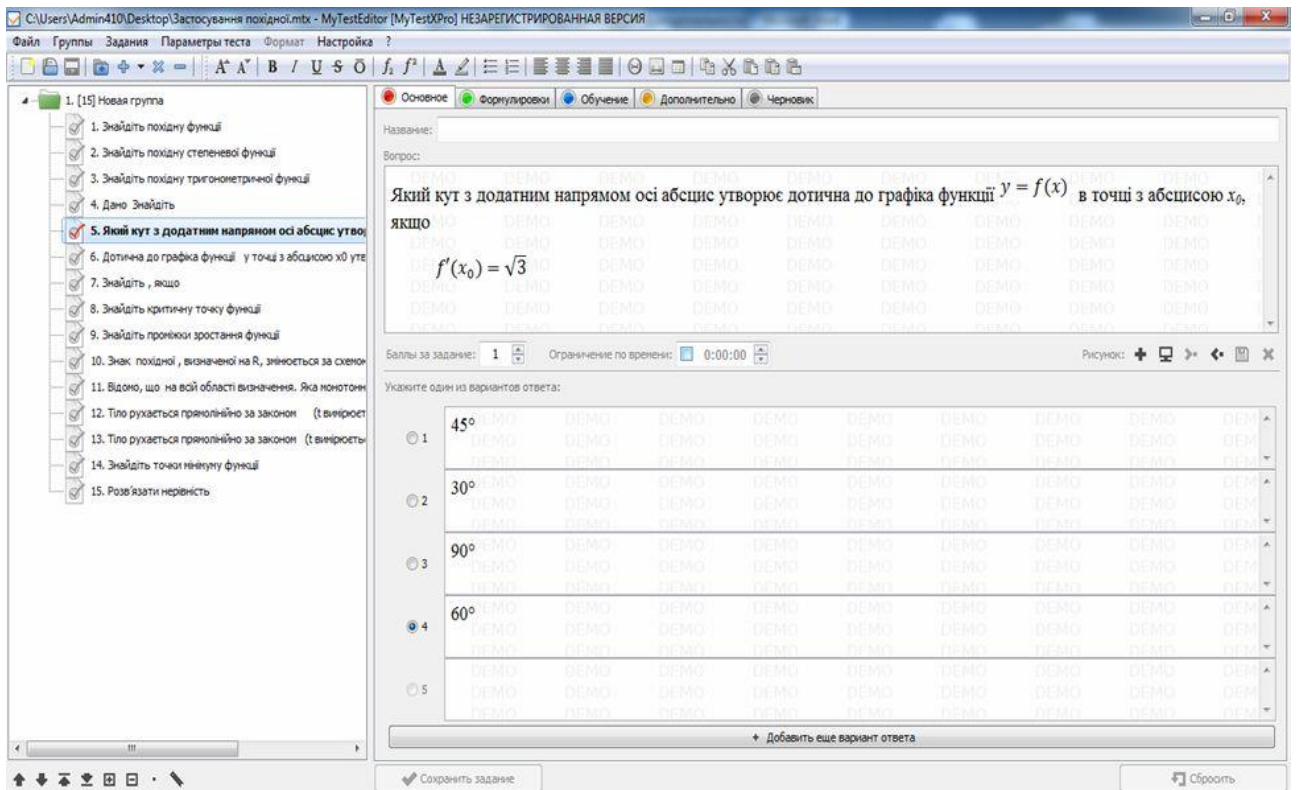 C:\Users\Admin410\Desktop\Застосування похідної.mtx - MyTestEditor [MyTestXPro] НЕЗАРЕГИСТРИРОВАННАЯ ВЕРСИЯ
Файл Группы Задания Параметры теста Формат Настройка ?
1. [15] Новая группа
1. Знайдіть похідну функції
2. Знайдіть похідну степеневої функції
3. Знайдіть похідну тригонометричної функції
4. Дано Знайдіть
5. Який кут з додатним напрямом осі абсцис утвор
6. Дотична до графіка функції у точці з абсцисою x0 утв
7. Знайдіть , якщо
8. Знайдіть критичну точку функції
9. Знайдіть проміжки зростання функції
10. Знак похідної , визначеної на R, змінюється за схемою
11. Відомо, що на всій області визначення. Яка монотонн
12. Тіло рухається прямолінійно за законом (t вимірюєт
13. Тіло рухається прямолінійно за законом (t вимірюєть
14. Знайдіть точки мінімуму функції
15. Розв'язати нерівність
Основное Формулировки Обучение Дополнительно Черновик
Название:
Вопрос:
Який кут з додатним напрямом осі абсцис утворює дотична до графіка функції y = f(x) в точці з абсцисою x₀,
якщо
f′(x₀) = √3
Баллы за задание: 1 Ограничение по времени: 0:00:00 Рисунок:
Укажите один из вариантов ответа:
1 45°
2 30°
3 90°
4 60°
5
+ Добавить еще вариант ответа
Сохранить задание Сбросить